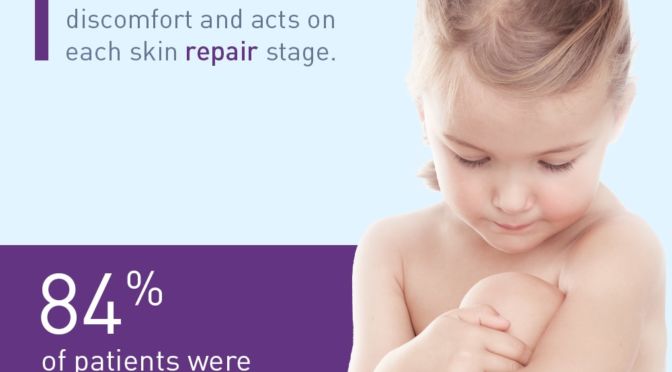 discomfort and acts on
each skin repair stage.
84%
of patients were